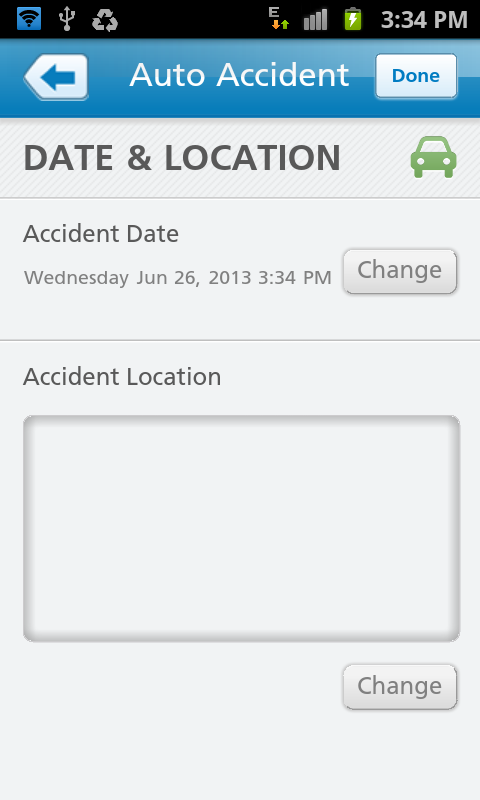 E
3:34 PM
Auto Accident
Done
DATE & LOCATION
Accident Date
Wednesday Jun 26, 2013 3:34 PM
Change
Accident Location
Change